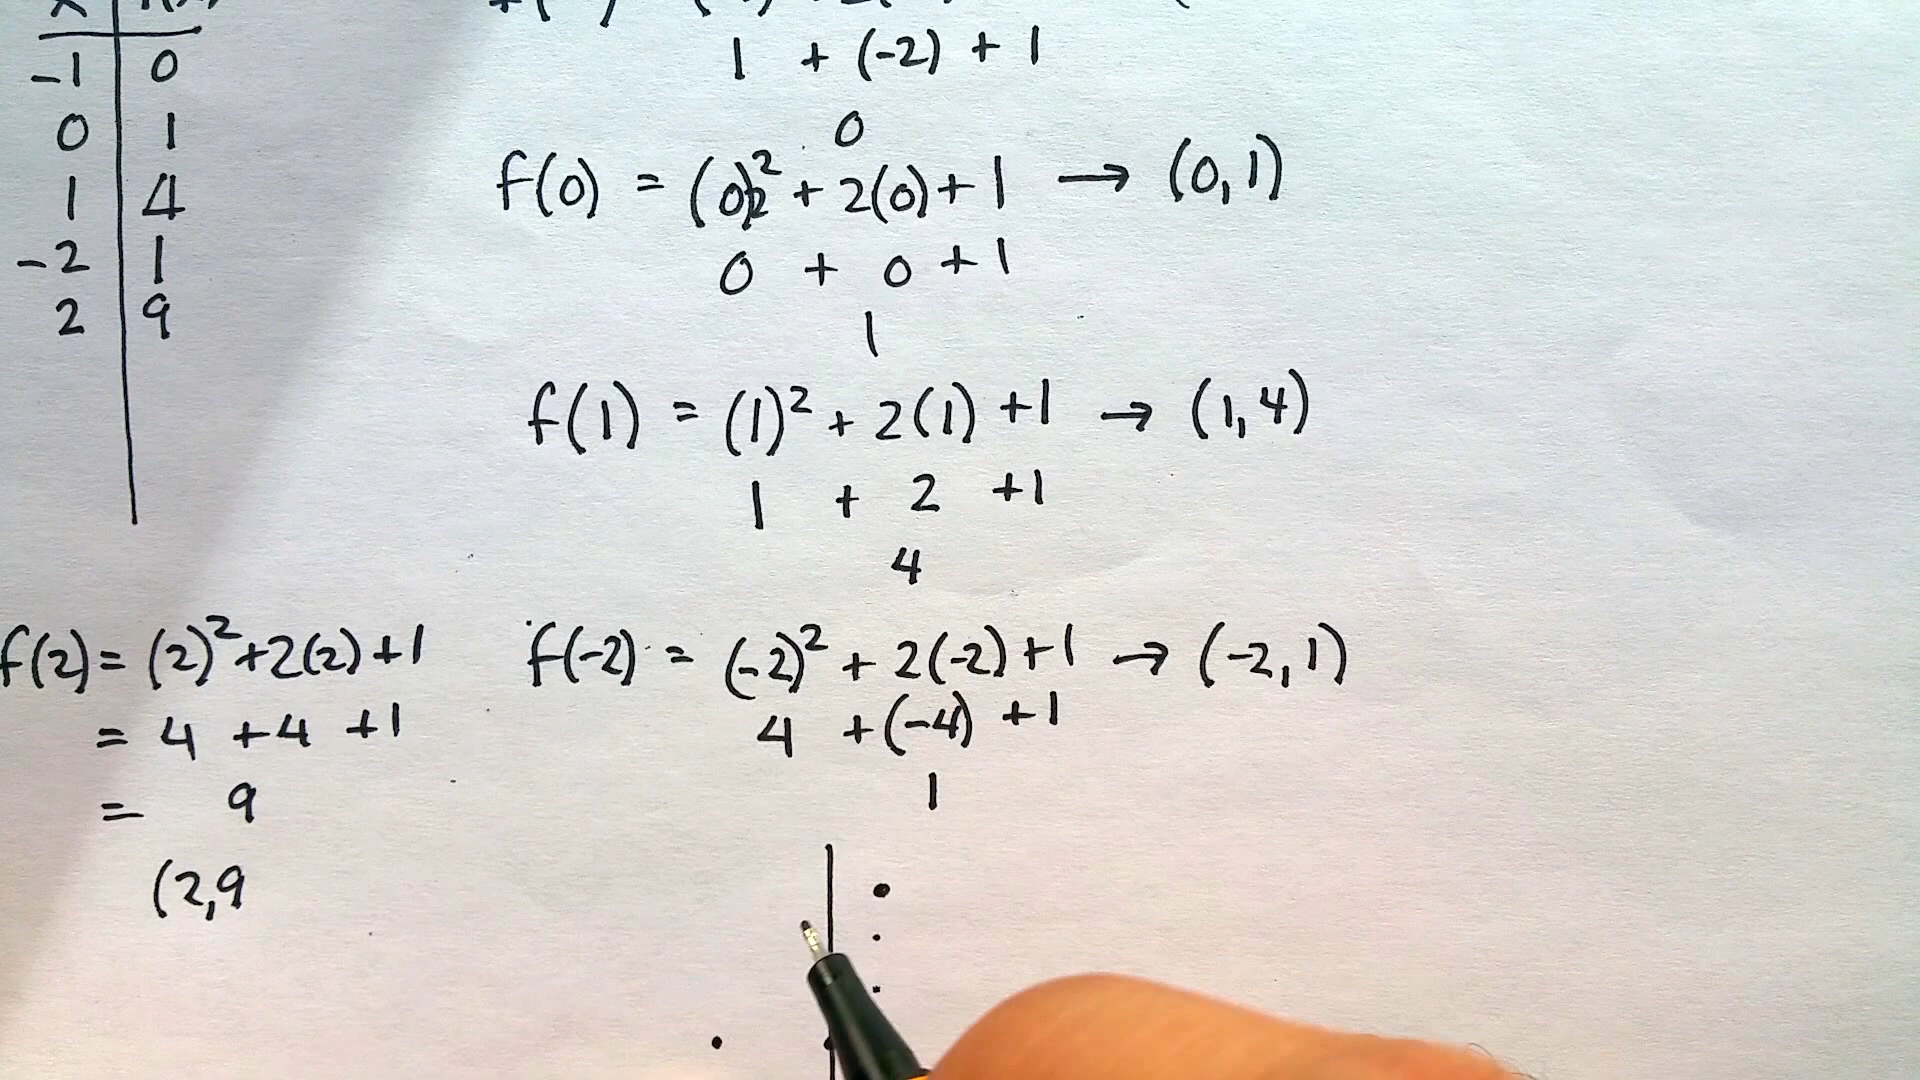 -1 0
0 1
1 4
-2 1
2 9
1 + (-2) + 1
0
f(0) = (0)² + 2(0) + 1 → (0,1)
0 + 0 + 1
1
f(1) = (1)² + 2(1) + 1 → (1,4)
1 + 2 + 1
4
f(2) = (2)² + 2(2) + 1
= 4 + 4 + 1
= 9
(2,9
f(-2) = (-2)² + 2(-2) + 1 → (-2,1)
4 + (-4) + 1
1